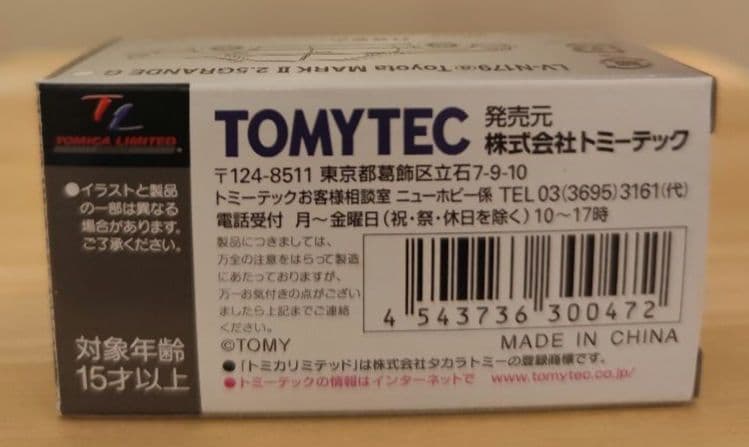 LV-N179a Toyota MARKⅡ 2.5GRANDE G
TL
TOMICA LIMITED
●イラストと製品
の一部は異なる
場合があります。
ご了承ください。
対象年齢
15才以上
TOMYTEC 発売元
株式会社トミーテック
〒124-8511 東京都葛飾区立石7-9-10
トミーテックお客様相談室 ニューホビー係 TEL 03(3695)3161(代)
電話受付 月～金曜日(祝・祭・休日を除く)10～17時
製品につきましては、
万全の注意をはらって製造
にあたっておりますが、
万一お気付きの点がござい
ましたら上記までご連絡
ください。
©TOMY
4 543736 300472
MADE IN CHINA
●「トミカリミテッド」は株式会社タカラトミーの登録商標です。
●トミーテックの情報はインターネットで www.tomytec.co.jp/